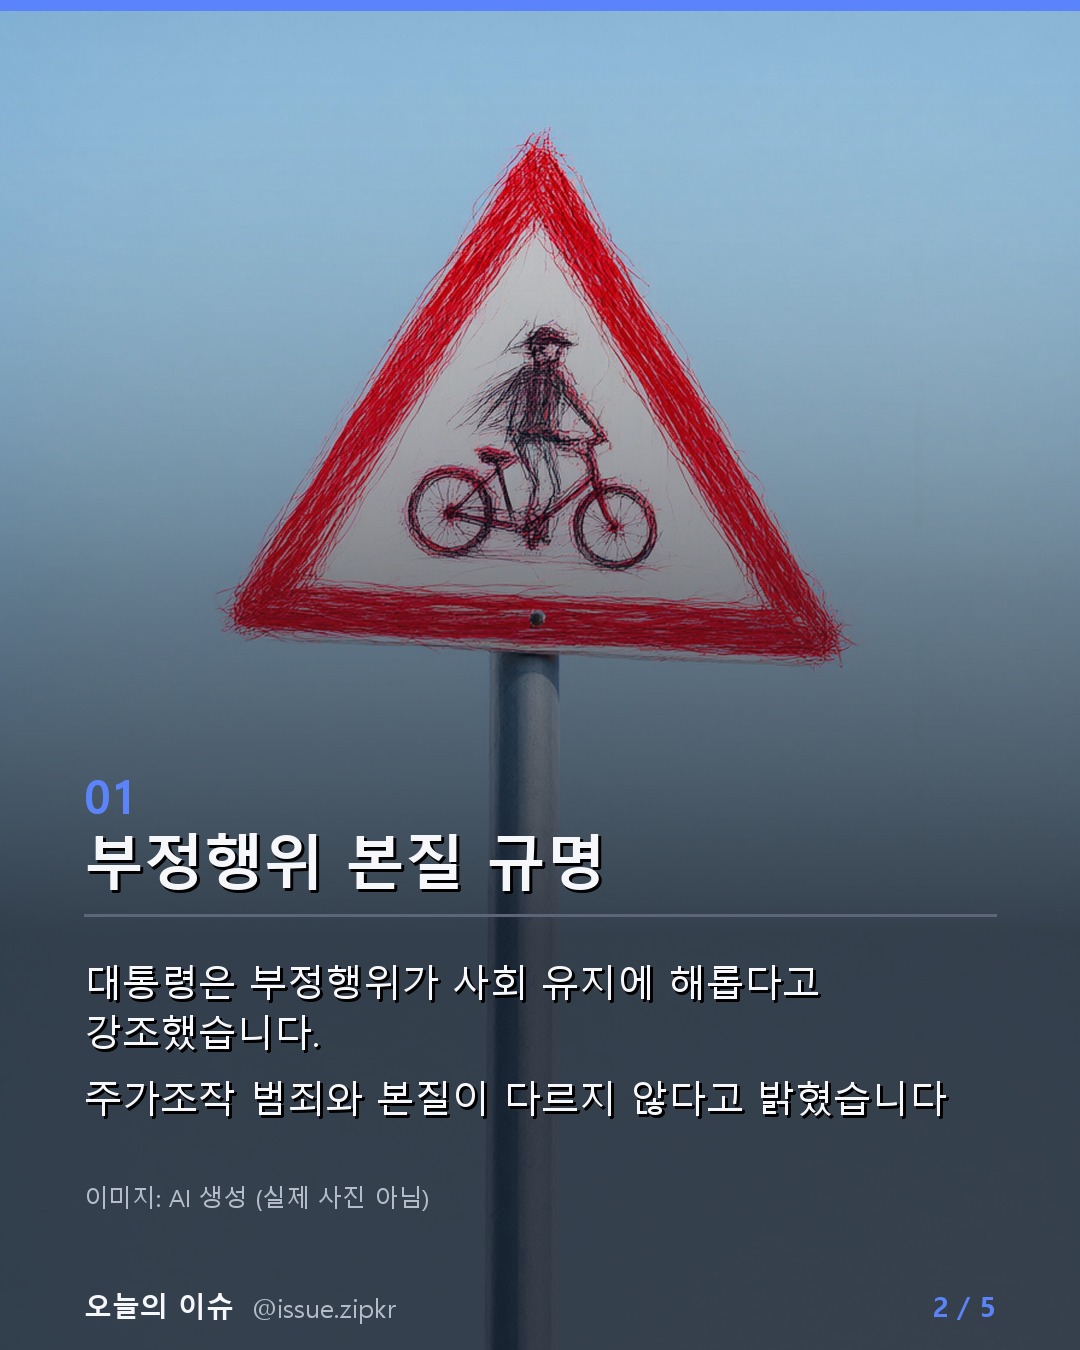 01
부정행위 본질 규명
대통령은 부정행위가 사회 유지에 해롭다고
강조했습니다.
주가조작 범죄와 본질이 다르지 않다고 밝혔습니다
이미지: AI 생성 (실제 사진 아님)
오늘의 이슈 @issue.zipkr
2 / 5